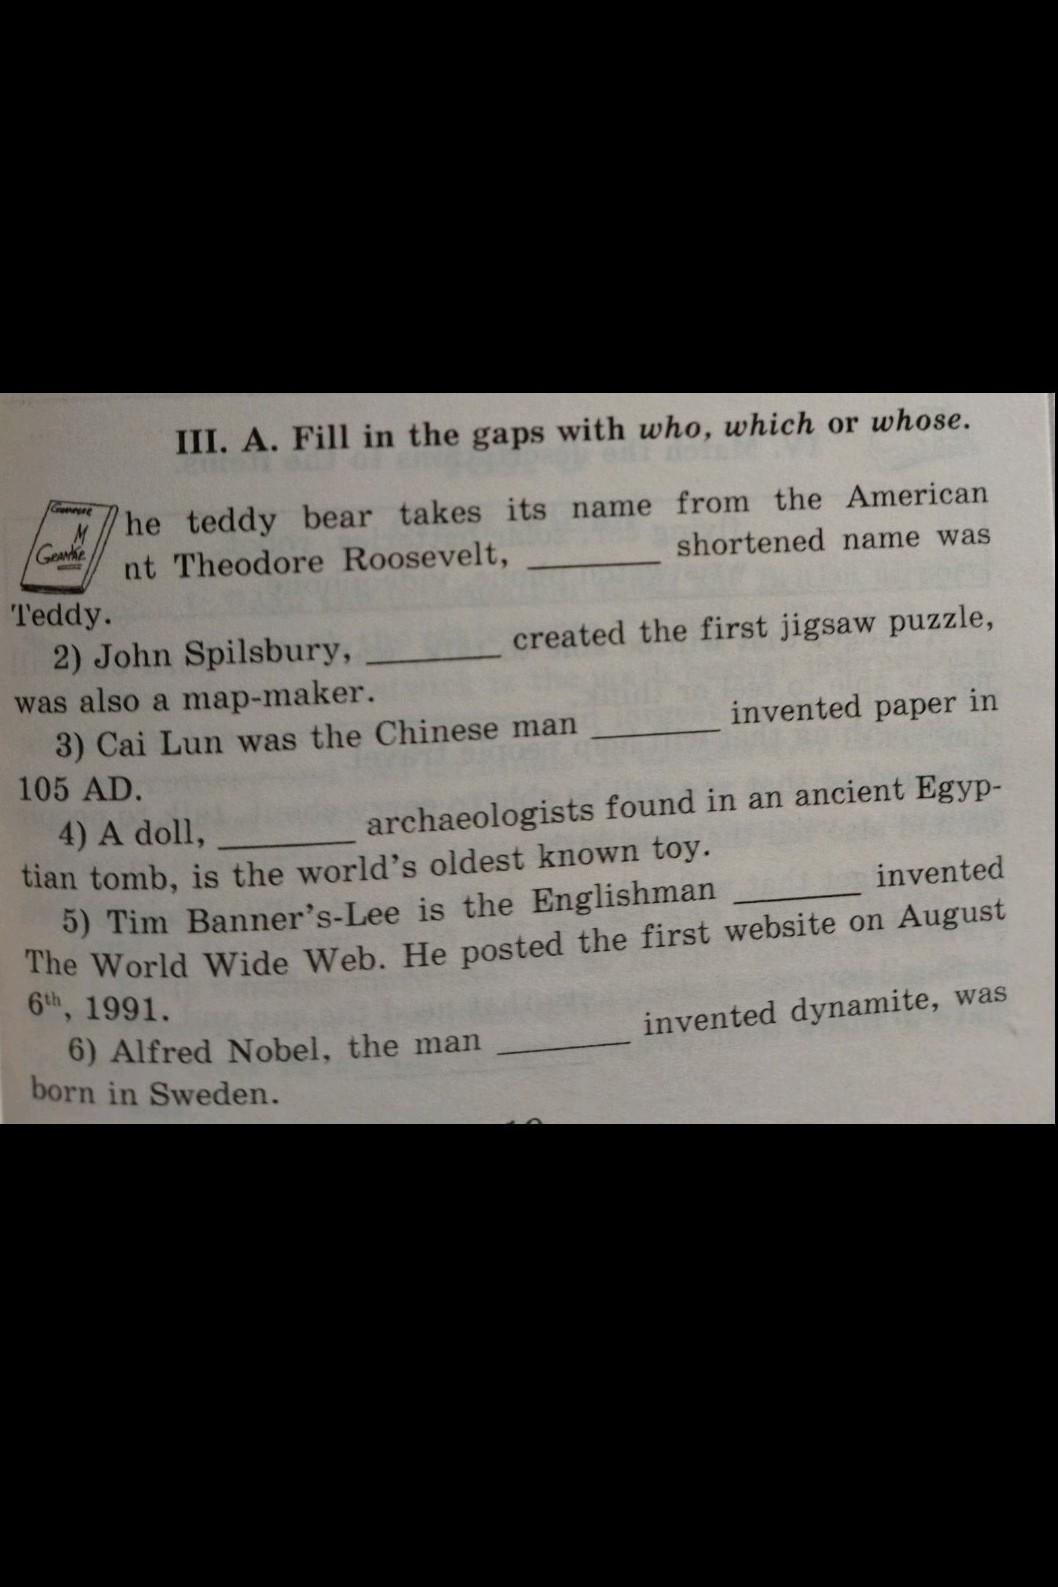 III. A. Fill in the gaps with who, which or whose.
Grammar
M
he teddy bear takes its name from the American
nt Theodore Roosevelt, ________ shortened name was
Teddy.
2) John Spilsbury, ________ created the first jigsaw puzzle,
was also a map-maker.
3) Cai Lun was the Chinese man ________ invented paper in
105 AD.
4) A doll, ________ archaeologists found in an ancient Egyp-
tian tomb, is the world's oldest known toy.
5) Tim Banner's-Lee is the Englishman ________ invented
The World Wide Web. He posted the first website on August
6th, 1991.
6) Alfred Nobel, the man ________ invented dynamite, was
born in Sweden.